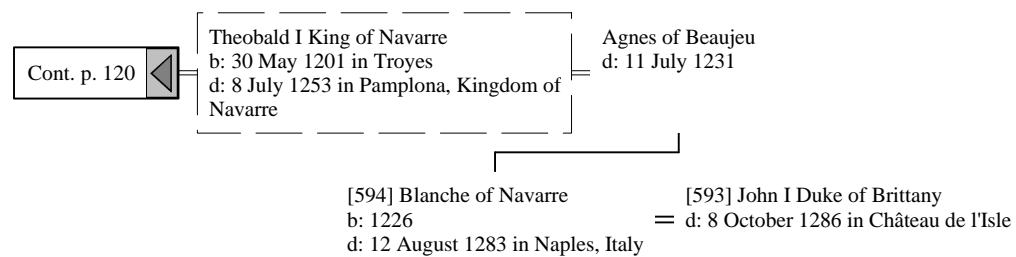 Cont. p. 120
Theobald I King of Navarre
b: 30 May 1201 in Troyes
d: 8 July 1253 in Pamplona, Kingdom of
Navarre
Agnes of Beaujeu
d: 11 July 1231
[594] Blanche of Navarre
b: 1226
d: 12 August 1283 in Naples, Italy
=
[593] John I Duke of Brittany
d: 8 October 1286 in Château de l'Isle